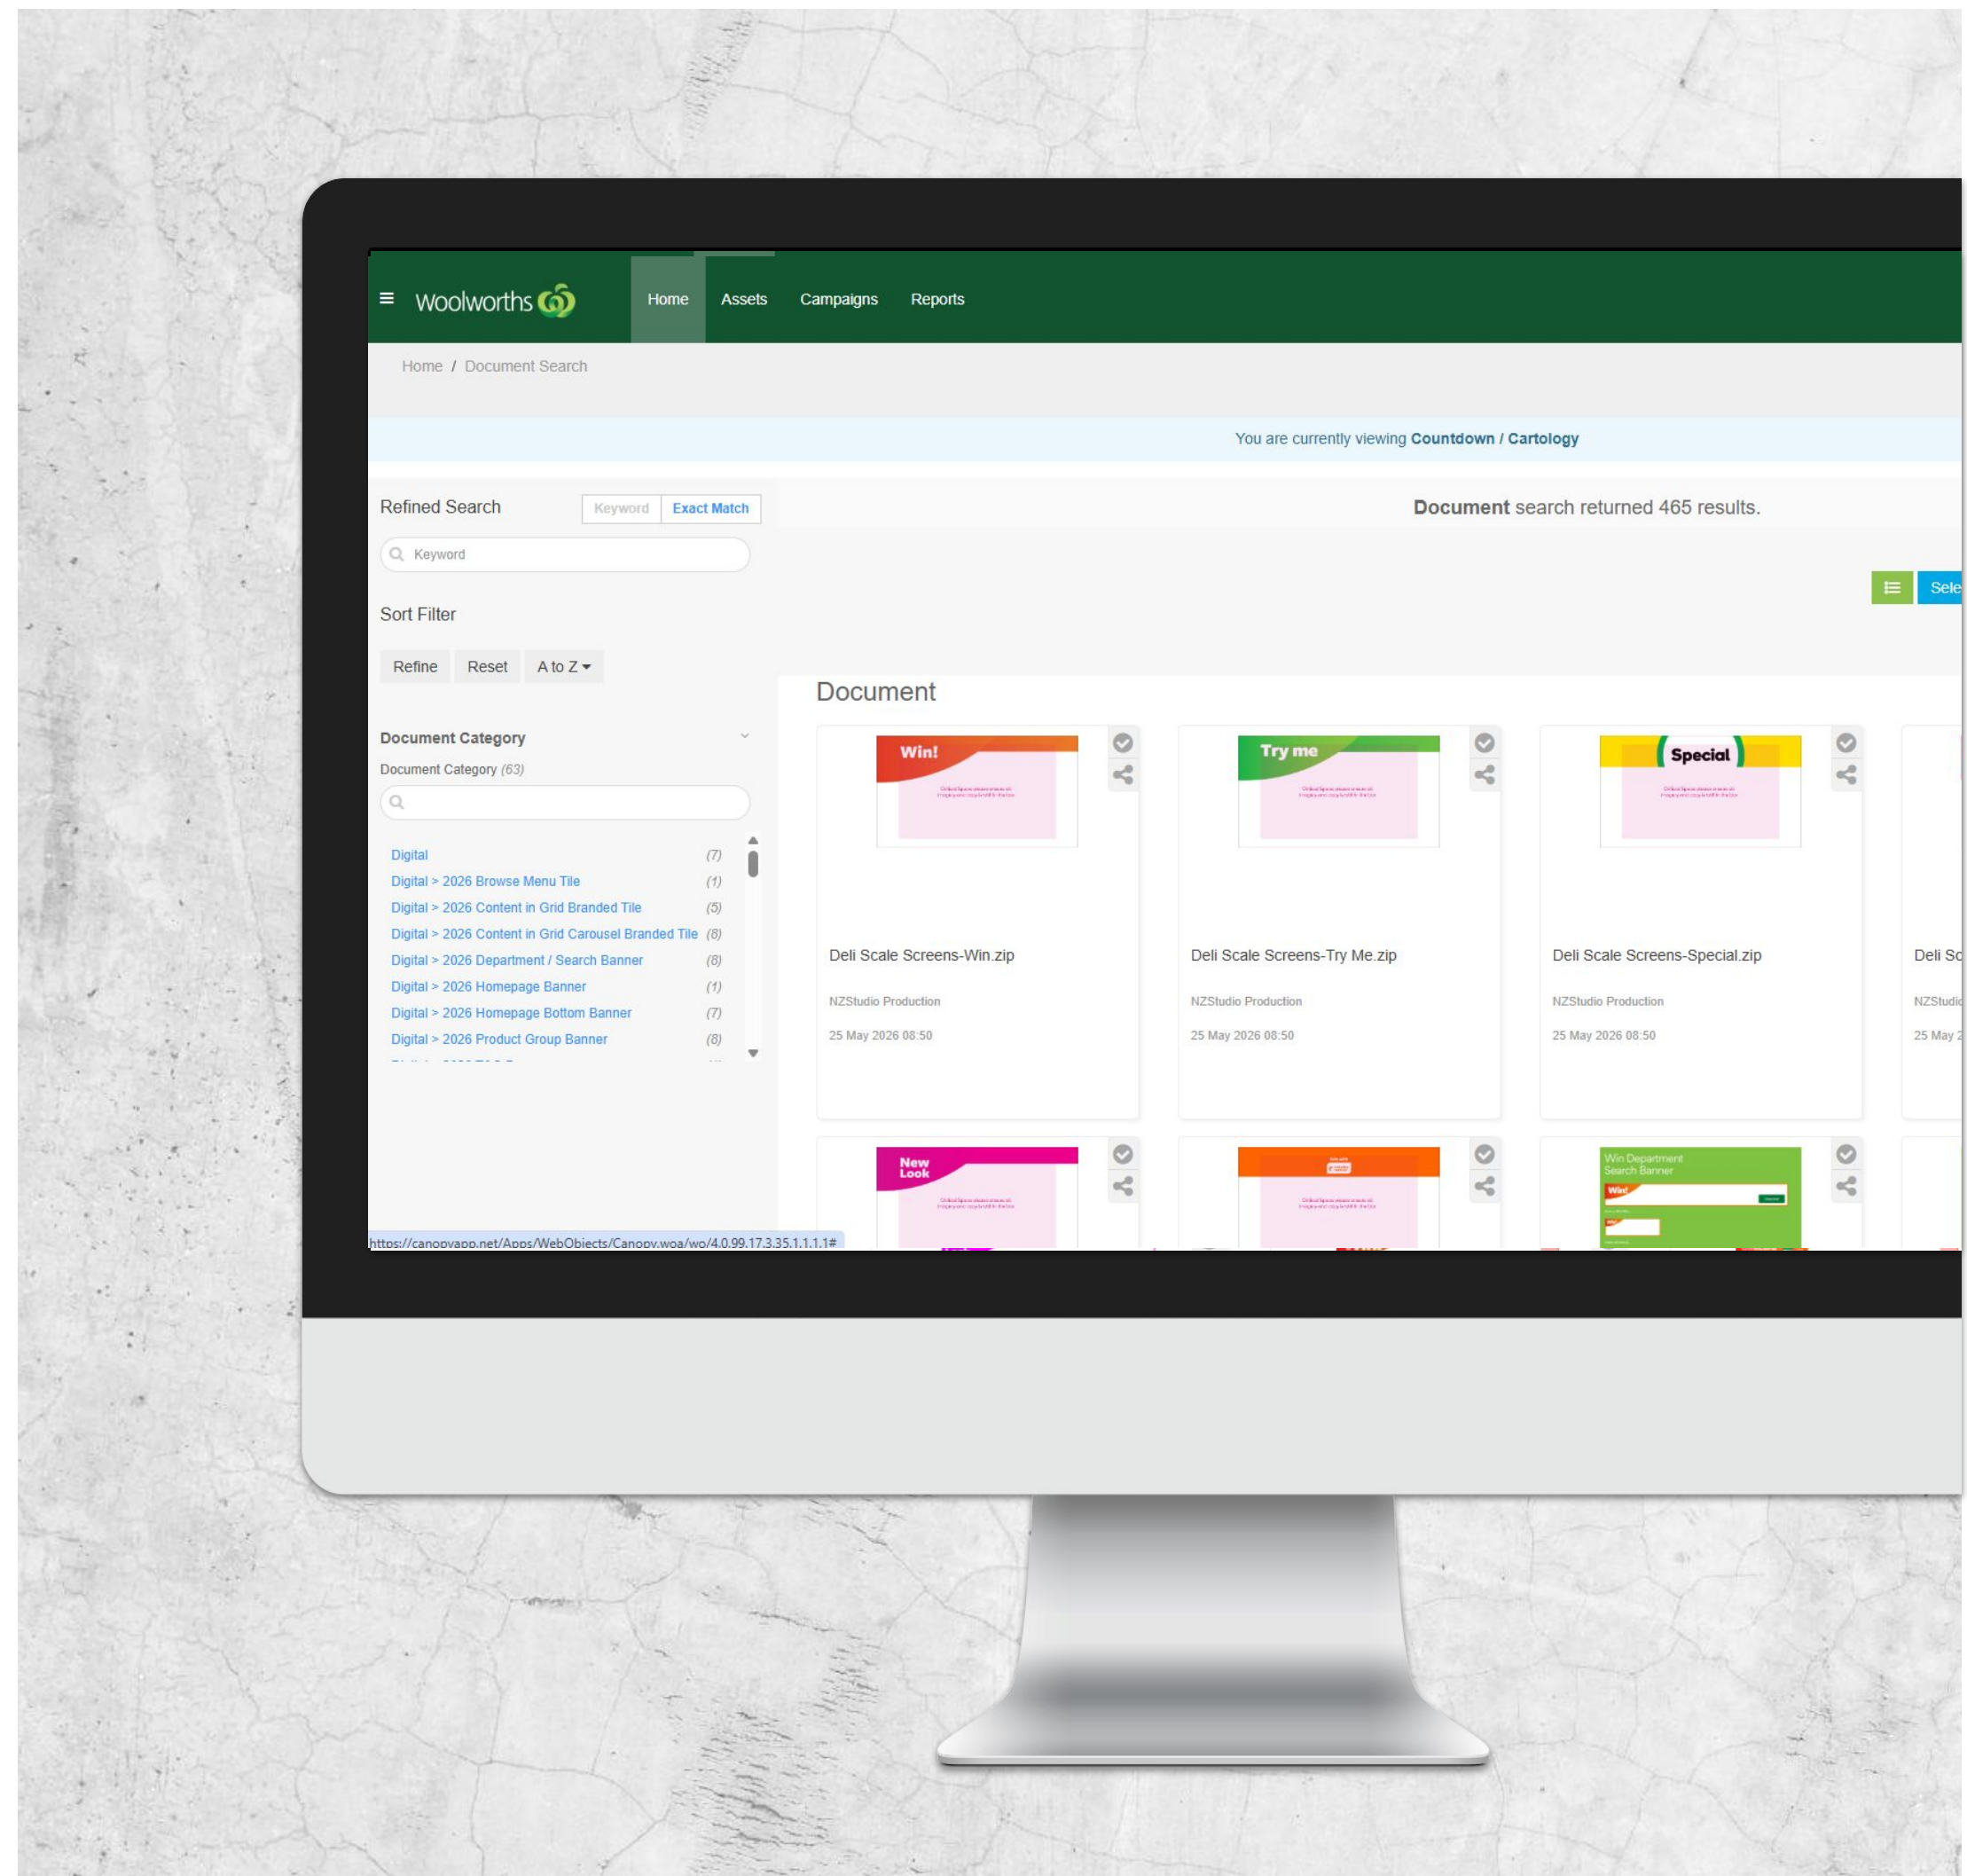 Woolworths
Home Assets Campaigns Reports
Home / Document Search
You are currently viewing Countdown / Cartology
Refined Search
Keyword Exact Match
Document search returned 465 results.
Keyword
Sele
Sort Filter
Refine Reset A to Z
Document
Document Category
Document Category (63)
Digital (7)
Digital > 2026 Browse Menu Tile (1)
Digital > 2026 Content in Grid Branded Tile (5)
Digital > 2026 Content in Grid Carousel Branded Tile (8)
Digital > 2026 Department / Search Banner (8)
Digital > 2026 Homepage Banner (1)
Digital > 2026 Homepage Bottom Banner (7)
Digital > 2026 Product Group Banner (8)
Win!
Try me
Special
Deli Scale Screens-Win.zip
NZStudio Production
25 May 2026 08:50
Deli Scale Screens-Try Me.zip
NZStudio Production
25 May 2026 08:50
Deli Scale Screens-Special.zip
NZStudio Production
25 May 2026 08:50
Deli Sc
NZStudio
25 May 2
New
Look
Win Department
Search Banner
Win!
https://canopyapp.net/Apps/WebObjects/Canopy.woa/wo/4.0.99.17.3.35.1.1.1.1#